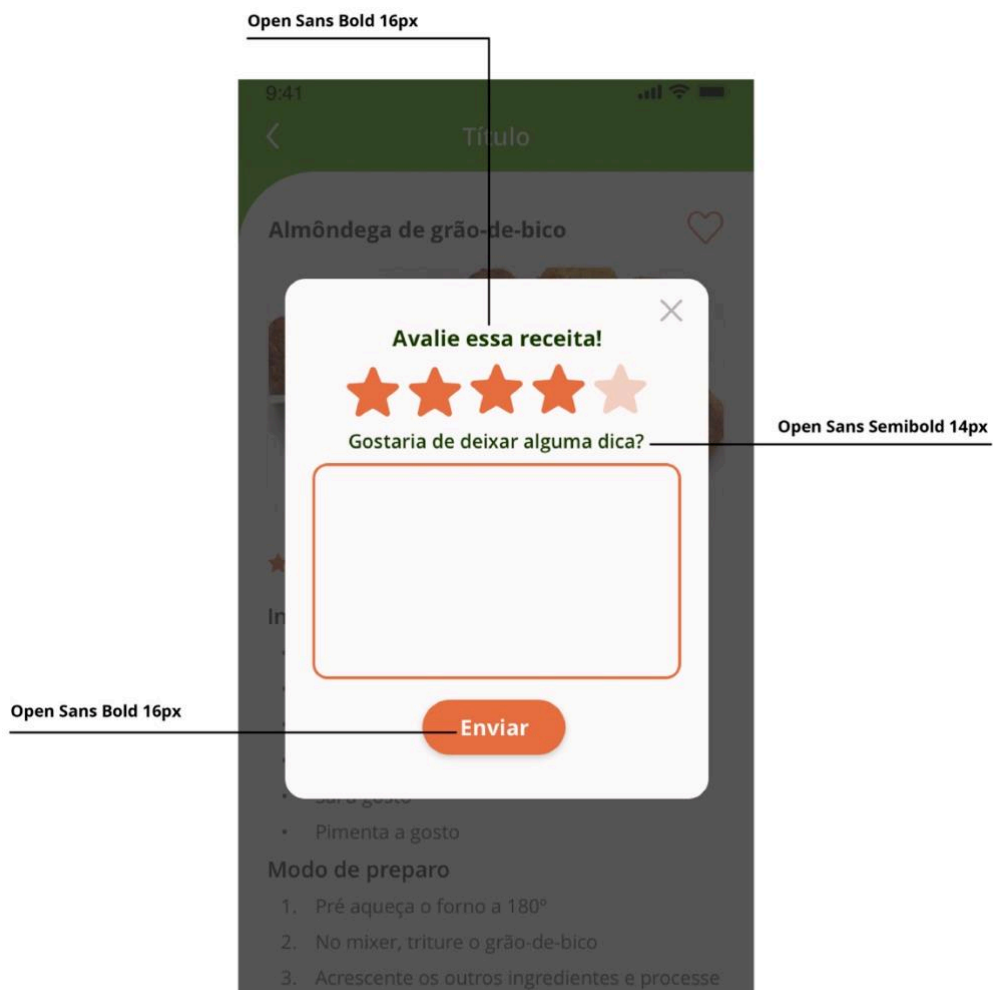 Open Sans Bold 16px
9:41
Título
Almôndega de grão-de-bico
Avalie essa receita!
Gostaria de deixar alguma dica?
Open Sans Semibold 14px
In
Open Sans Bold 16px
Enviar
Sal a gosto
Pimenta a gosto
Modo de preparo
1. Pré aqueça o forno a 180º
2. No mixer, triture o grão-de-bico
3. Acrescente os outros ingredientes e processe